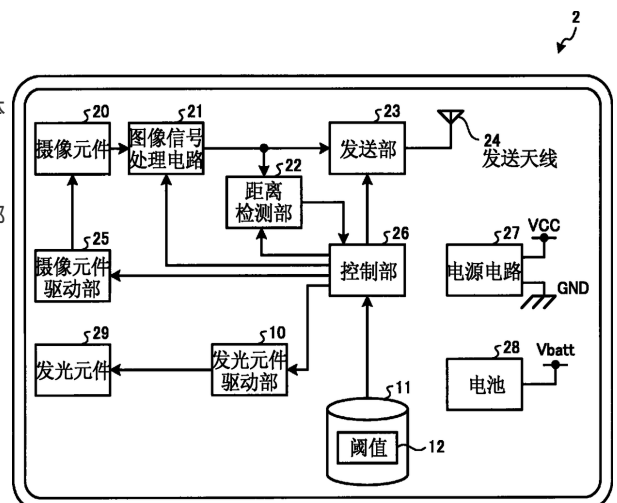 2
20
21
23
体
摄像元件
图像信号
处理电路
发送部
24
发送天线
22
距离
检测部
部
25
26
27
VCC
摄像元件
驱动部
控制部
电源电路
GND
29
10
28
Vbatt
发光元件
发光元件
驱动部
电池
11
阈值
12